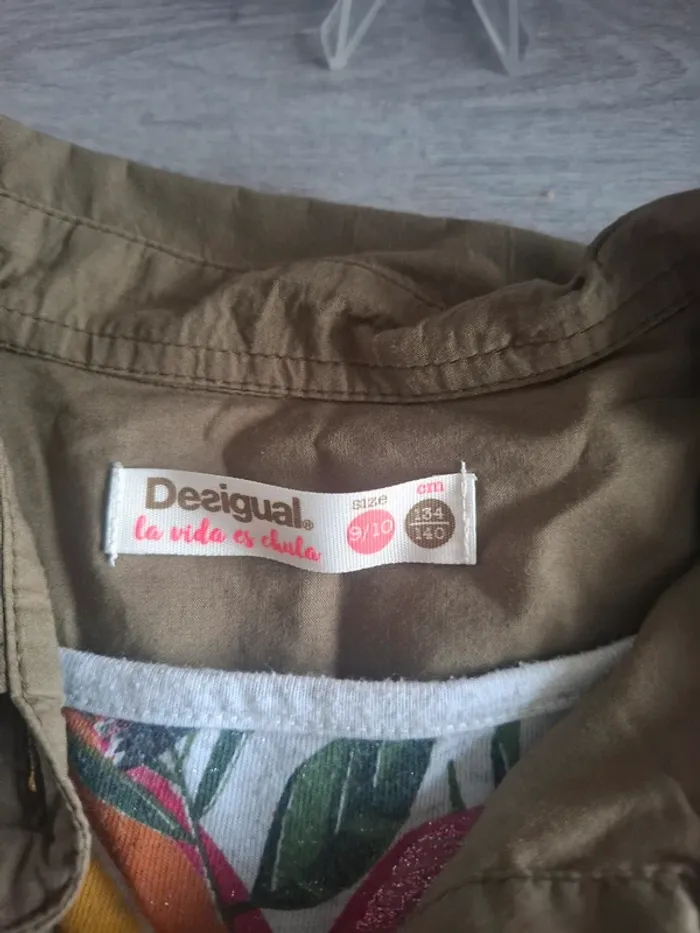 Desigual®
la vida es chula
size
9/10
cm
134
140